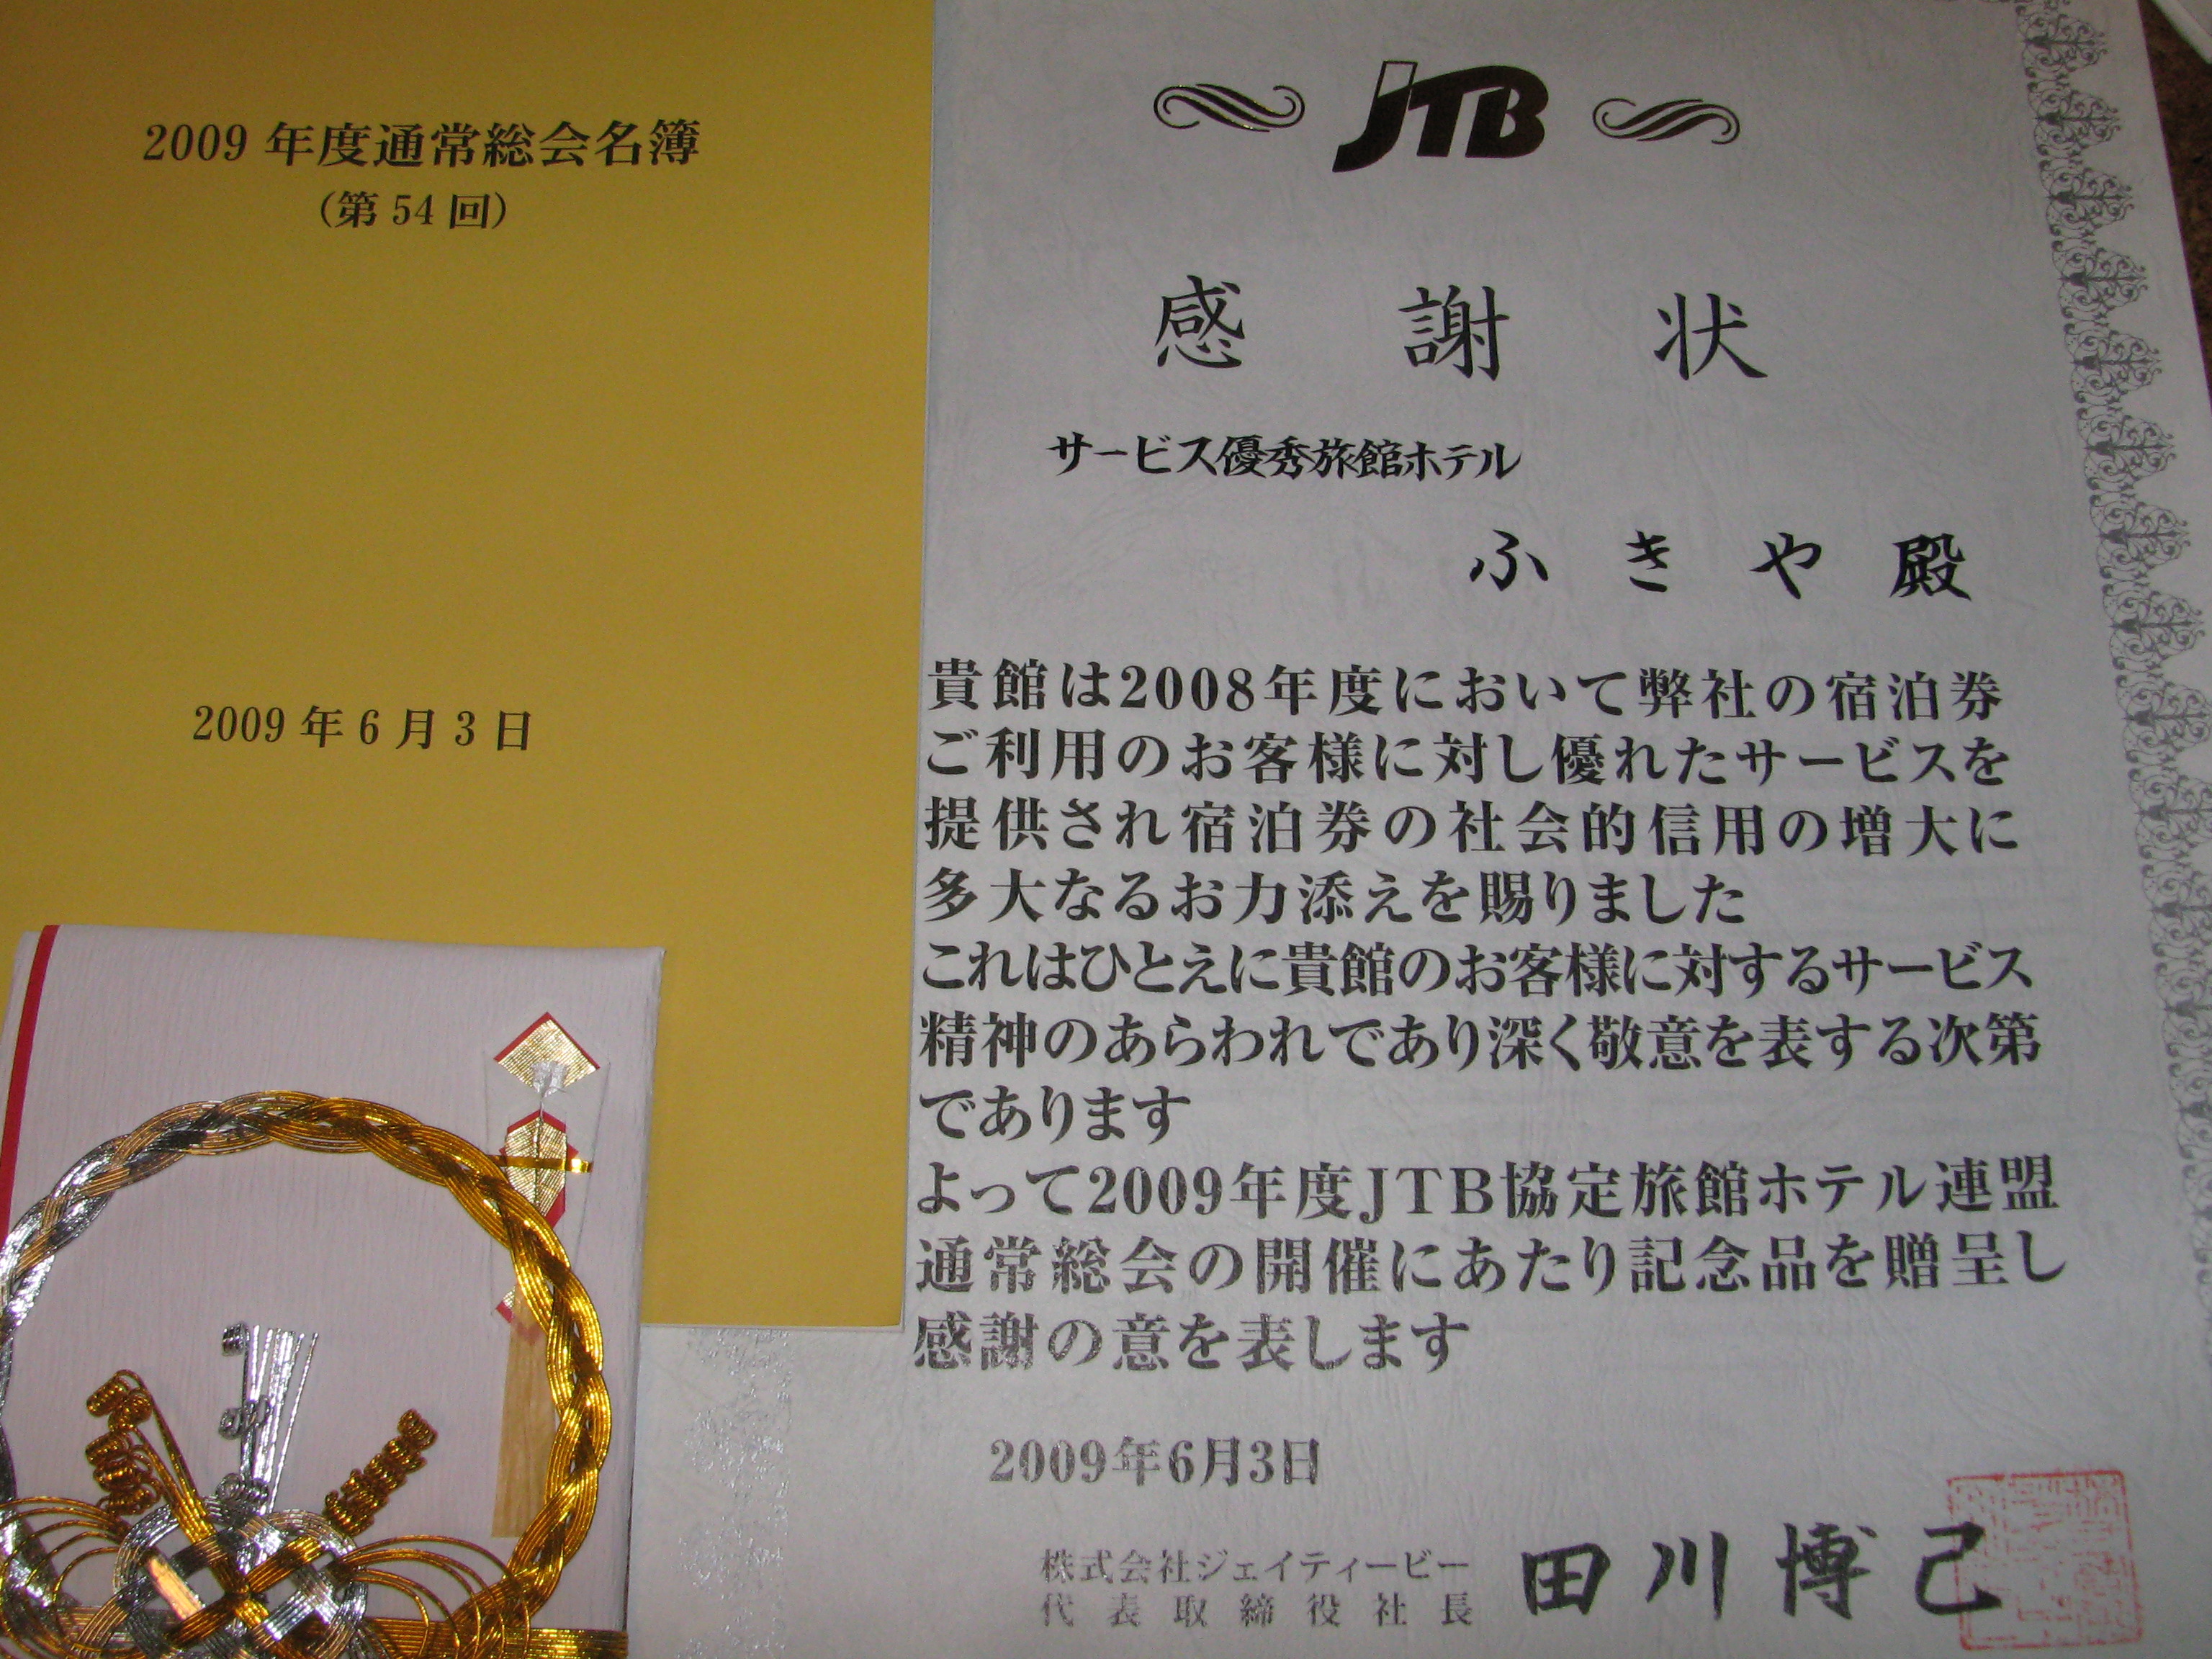 2009 年度通常総会名簿
(第 54 回)
2009 年 6 月 3 日
JTB
感謝状
サービス優秀旅館ホテル
ふきや殿
貴館は2008年度において弊社の宿泊券
ご利用のお客様に対し優れたサービスを
提供され宿泊券の社会的信用の増大に
多大なるお力添えを賜りました
これはひとえに貴館のお客様に対するサービス
精神のあらわれであり深く敬意を表する次第
であります
よって2009年度JTB協定旅館ホテル連盟
通常総会の開催にあたり記念品を贈呈し
感謝の意を表します
2009年6月3日
株式会社ジェイティービー
代表取締役社長 田川博己